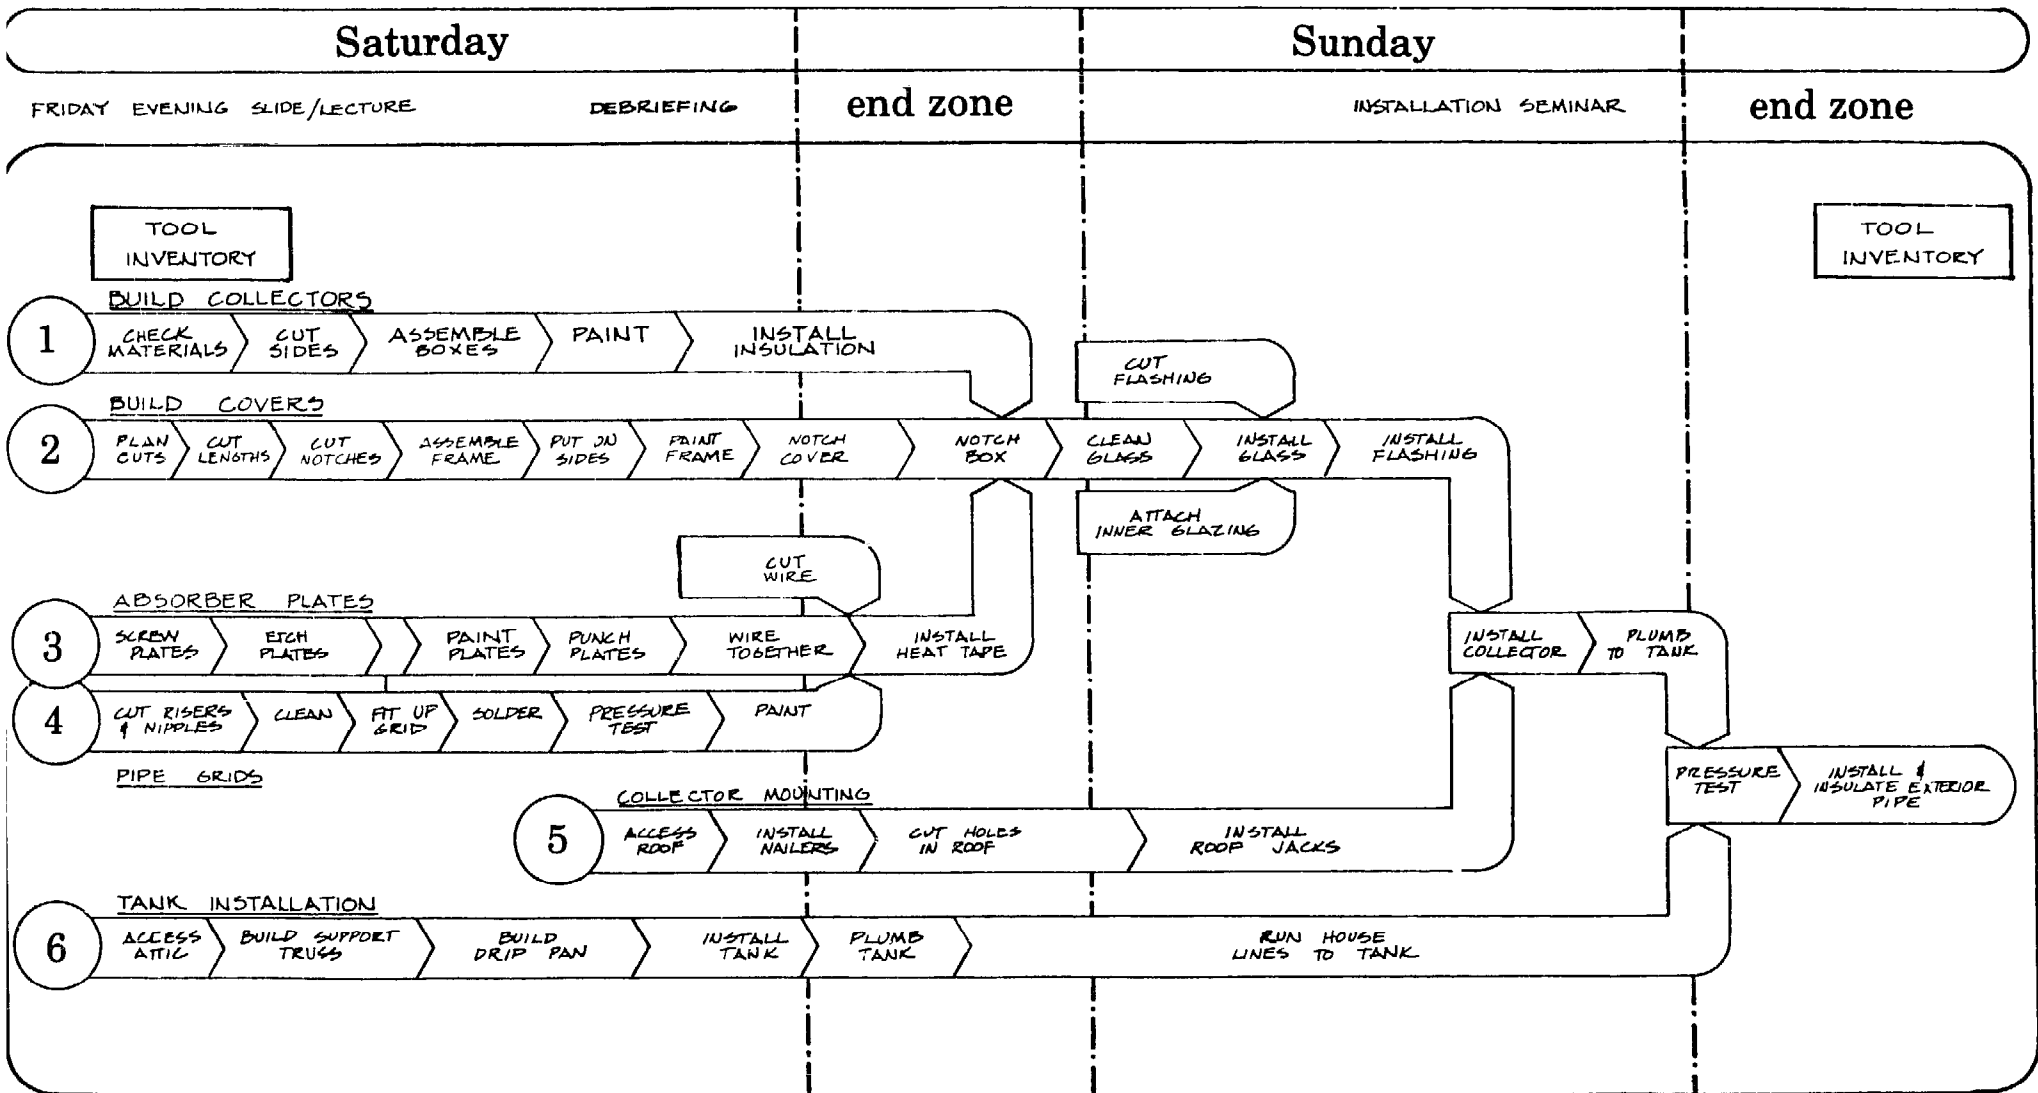 Saturday
Sunday
FRIDAY EVENING SLIDE/LECTURE
DEBRIEFING
end zone
INSTALLATION SEMINAR
end zone
TOOL
INVENTORY
TOOL
INVENTORY
BUILD COLLECTORS
1
CHECK
MATERIALS
CUT
SIDES
ASSEMBLE
BOXES
PAINT
INSTALL
INSULATION
CUT
FLASHING
BUILD COVERS
2
PLAN
CUTS
CUT
LENGTHS
CUT
NOTCHES
ASSEMBLE
FRAME
PUT ON
SIDES
PAINT
FRAME
NOTCH
COVER
NOTCH
BOX
CLEAN
GLASS
INSTALL
GLASS
INSTALL
FLASHING
ATTACH
INNER GLAZING
CUT
WIRE
ABSORBER PLATES
3
SCREW
PLATES
ETCH
PLATES
PAINT
PLATES
PUNCH
PLATES
WIRE
TOGETHER
INSTALL
HEAT TAPE
INSTALL
COLLECTOR
PLUMB
TO TANK
4
CUT RISERS
& NIPPLES
CLEAN
FIT UP
GRID
SOLDER
PRESSURE
TEST
PAINT
PIPE GRIDS
PRESSURE
TEST
INSTALL &
INSULATE EXTERIOR
PIPE
COLLECTOR MOUNTING
5
ACCESS
ROOF
INSTALL
NAILERS
CUT HOLES
IN ROOF
INSTALL
ROOF JACKS
TANK INSTALLATION
6
ACCESS
ATTIC
BUILD SUPPORT
TRUSS
BUILD
DRIP PAN
INSTALL
TANK
PLUMB
TANK
RUN HOUSE
LINES TO TANK